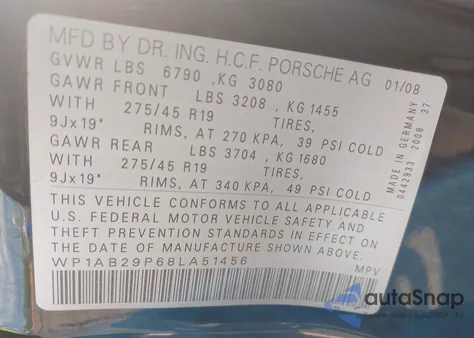 MFD BY DR. ING. H.C.F. PORSCHE AG 01/08
GVWR LBS 6790 , KG 3080
GAWR FRONT LBS 3208 , KG 1455
WITH 275/45 R19 TIRES,
9Jx19" RIMS, AT 270 KPA, 39 PSI COLD
GAWR REAR LBS 3704 , KG 1680
WITH 275/45 R19 TIRES,
9Jx19" RIMS, AT 340 KPA, 49 PSI COLD
THIS VEHICLE CONFORMS TO ALL APPLICABLE
U.S. FEDERAL MOTOR VEHICLE SAFETY AND
THEFT PREVENTION STANDARDS IN EFFECT ON
THE DATE OF MANUFACTURE SHOWN ABOVE.
WP1AB29P68LA51456 MPV
MADE IN GERMANY
0442933 2008 37
autoSnap